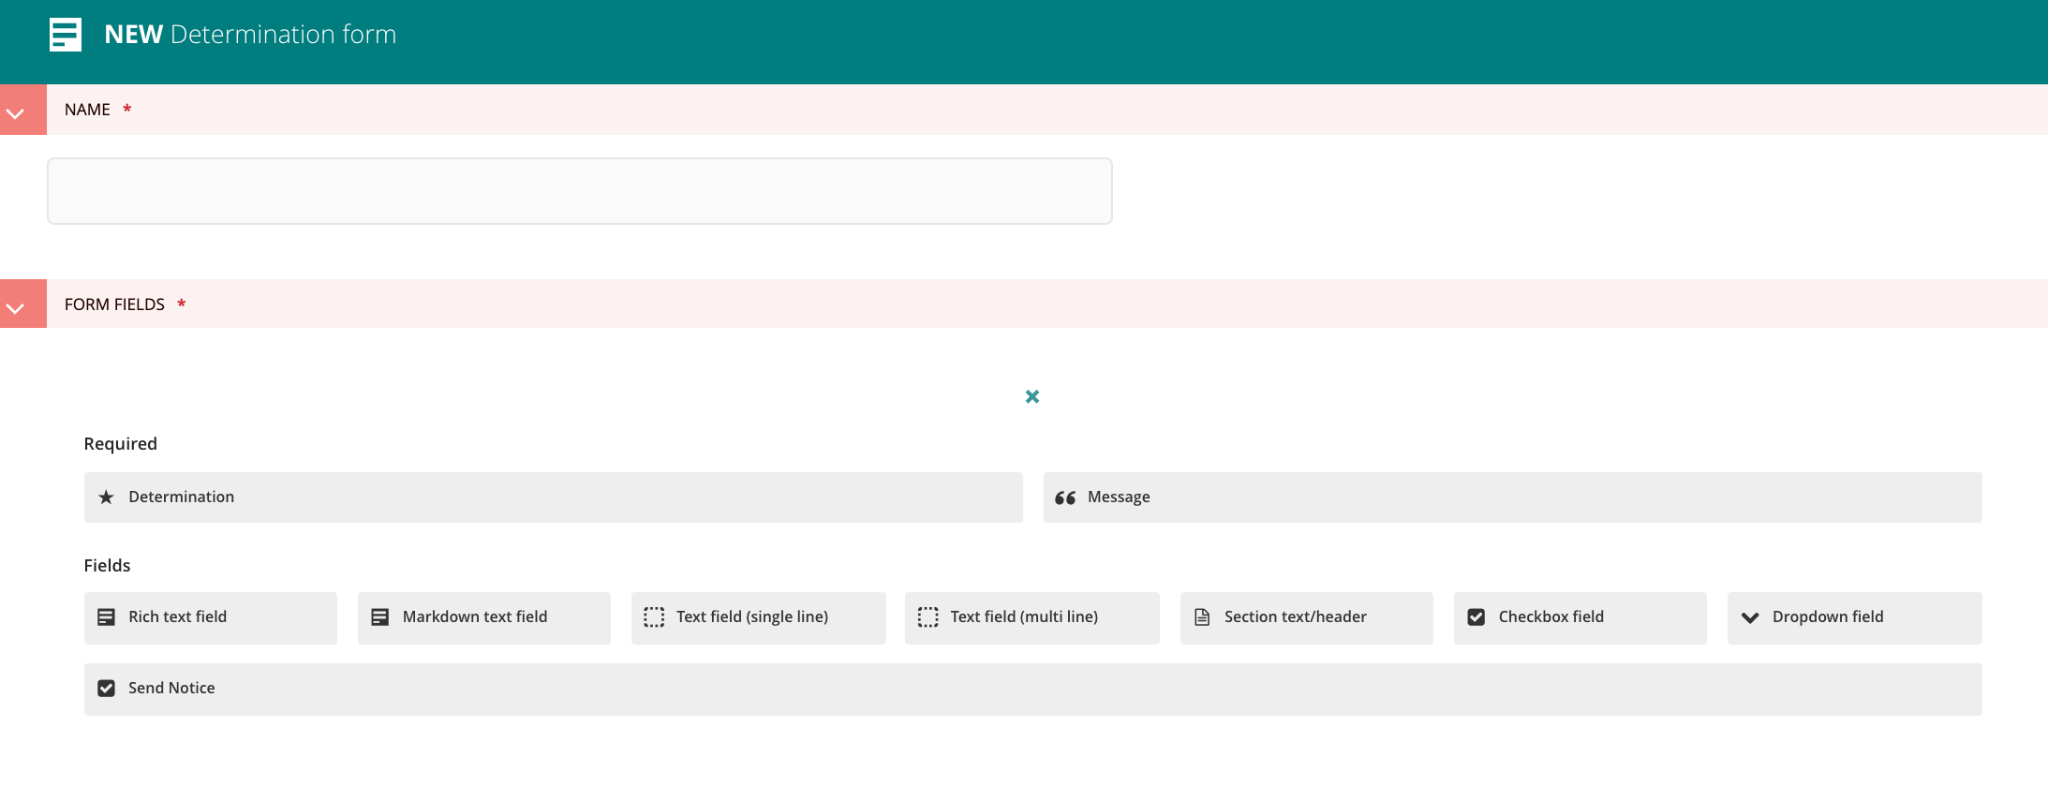 NEW Determination form
NAME *
FORM FIELDS *
Required
Determination
Message
Fields
Rich text field
Markdown text field
Text field (single line)
Text field (multi line)
Section text/header
Checkbox field
Dropdown field
Send Notice